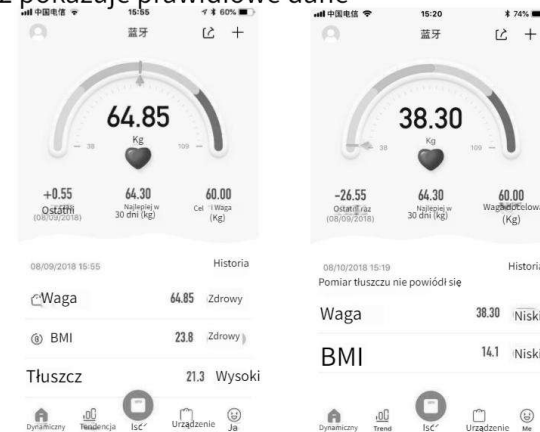 z pokazuje prawidłowe dane
中国电信 15:55 60%
蓝牙
64.85
Kg
38 109
+0.55 64.30 60.00
Ostatni Najlepiej w Cel Waga
(08/09/2018) 30 dni (kg) (Kg)
08/09/2018 15:55 Historia
Waga 64.85 Zdrowy
BMI 23.8 Zdrowy
Tłuszcz 21.3 Wysoki
Dynamiczny Tendencja Iść Urządzenie Ja
中国电信 15:20 74%
蓝牙
38.30
Kg
38 109
-26.55 64.30 60.00
Ostatni raz Najlepiej w Waga docelowa
(08/09/2018) 30 dni (kg) (Kg)
08/10/2018 15:19 Historia
Pomiar tłuszczu nie powiódł się
Waga 38.30 Niski
BMI 14.1 Niski
Dynamiczny Trend Iść Urządzenie Me